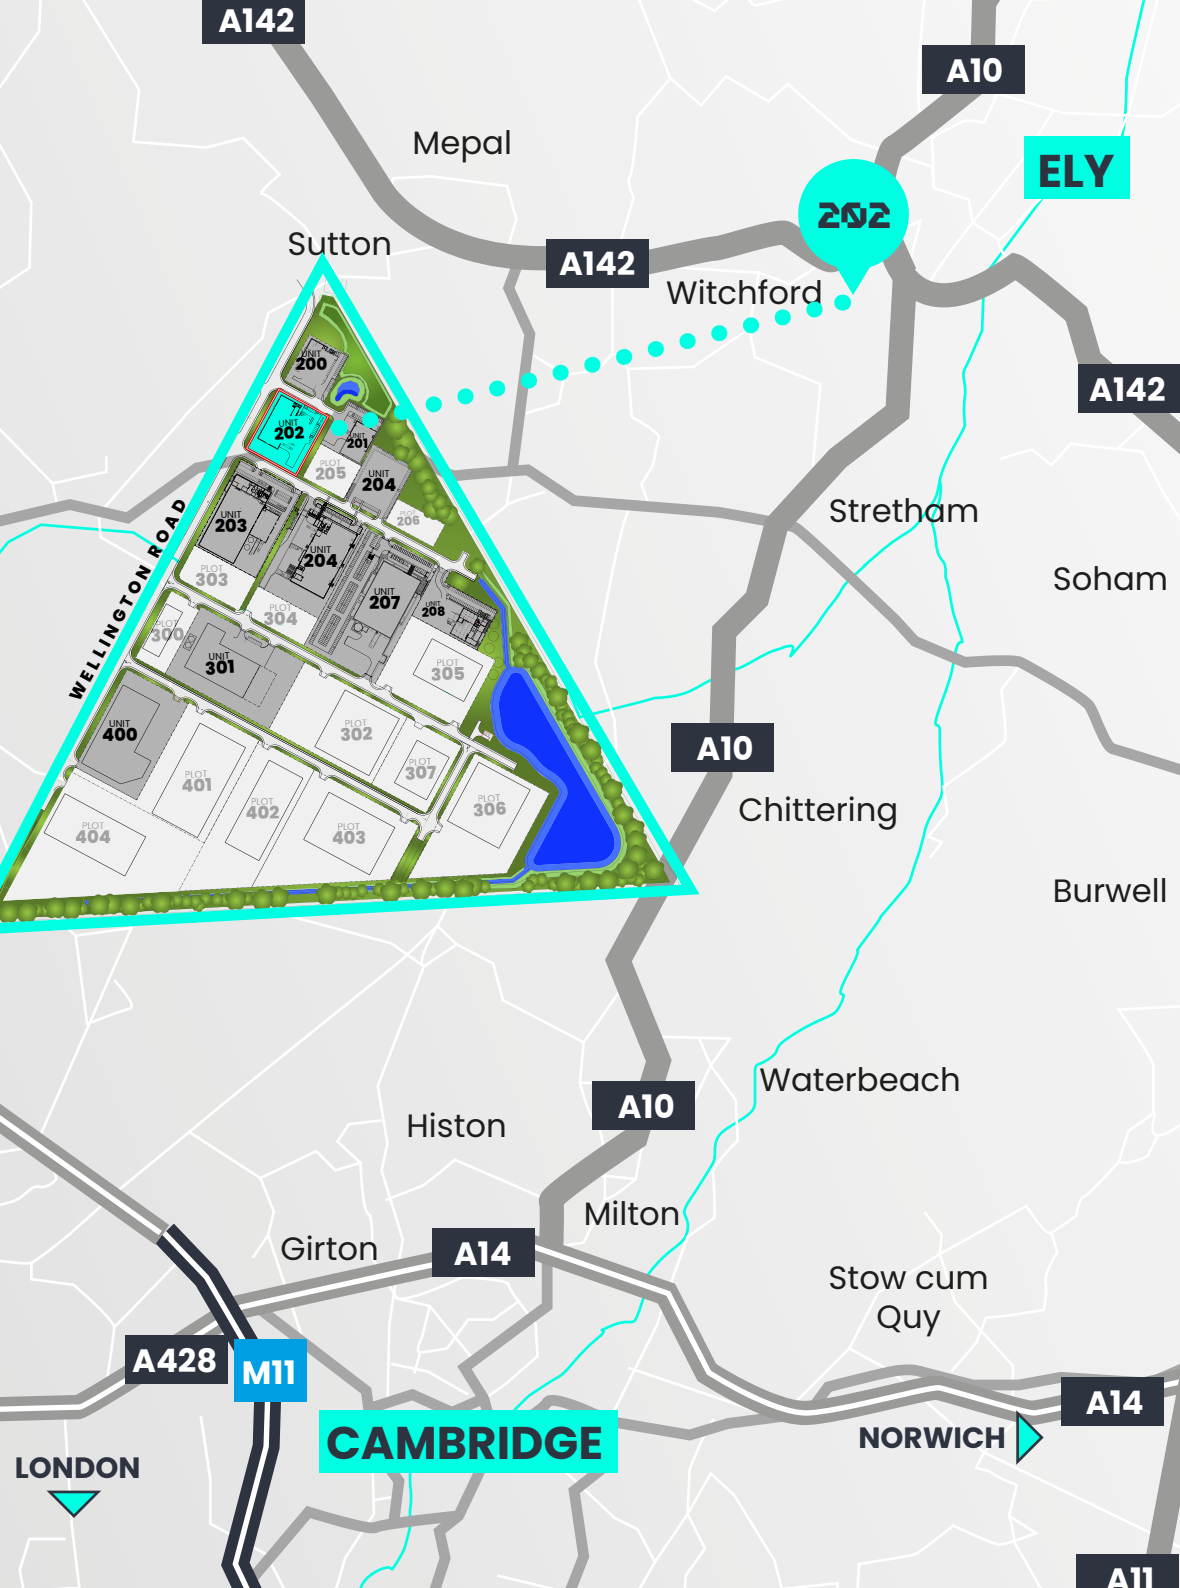 A142
A10
Mepal
ELY
202
Sutton
A142
Witchford
UNIT
200
A142
UNIT
202
UNIT
201
PLOT
205
UNIT
204
PLOT
206
UNIT
203
Stretham
UNIT
204
PLOT
303
Soham
UNIT
207
UNIT
208
PLOT
304
PLOT
300
UNIT
301
PLOT
305
WELLINGTON ROAD
UNIT
400
PLOT
302
A10
PLOT
307
PLOT
401
PLOT
306
PLOT
402
Chittering
PLOT
404
PLOT
403
Burwell
Waterbeach
A10
Histon
Milton
Girton
A14
Stow cum
Quy
A428
M11
A14
CAMBRIDGE
NORWICH
LONDON
A11